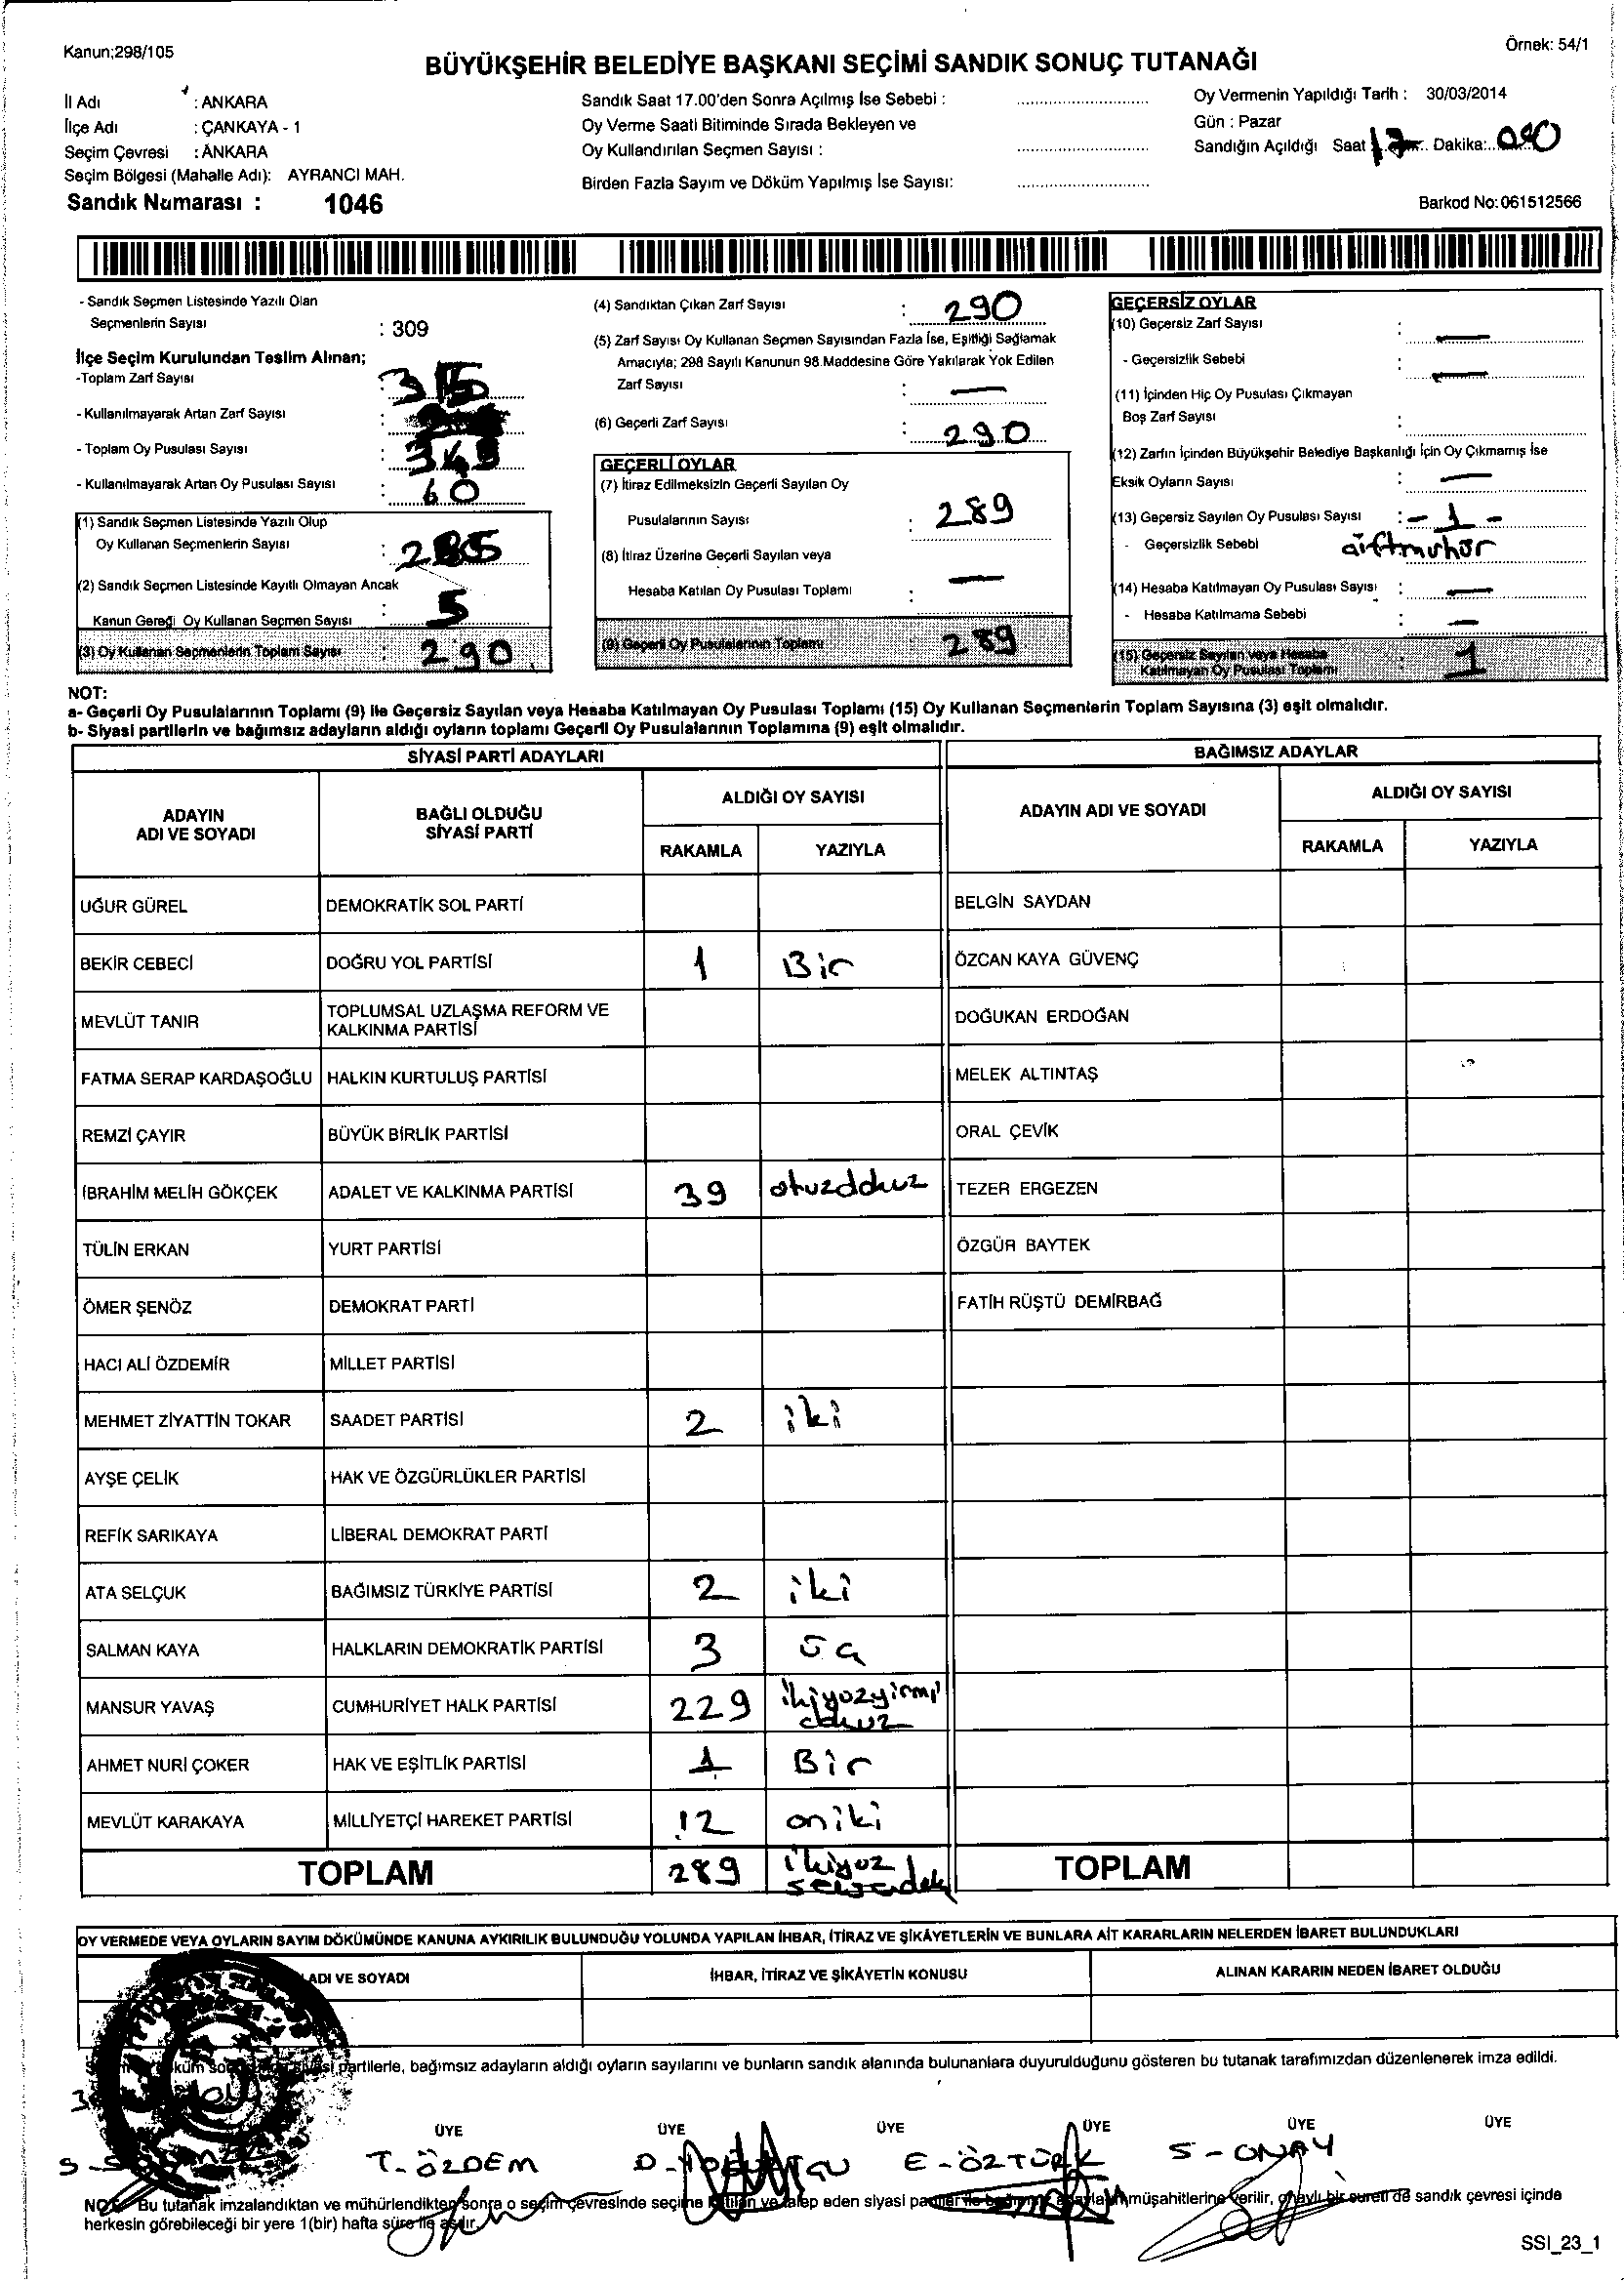 Kanun;298/105
Örnek: 54/1
BÜYÜKŞEHİR BELEDİYE BAŞKANI SEÇİMİ SANDIK SONUÇ TUTANAĞI
İl Adı : ANKARA
İlçe Adı : ÇANKAYA - 1
Seçim Çevresi : ANKARA
Seçim Bölgesi (Mahalle Adı): AYRANCI MAH.
Sandık Numarası : 1046
Sandık Saat 17.00'den Sonra Açılmış İse Sebebi :
Oy Verme Saati Bitiminde Sırada Bekleyen ve
Oy Kullandırılan Seçmen Sayısı :
Birden Fazla Sayım ve Döküm Yapılmış İse Sayısı:
Oy Vermenin Yapıldığı Tarih : 30/03/2014
Gün : Pazar
Sandığın Açıldığı Saat 17 Dakika:
Barkod No:061512566
- Sandık Seçmen Listesinde Yazılı Olan
Seçmenlerin Sayısı : 309
İlçe Seçim Kurulundan Teslim Alınan;
-Toplam Zarf Sayısı
- Kullanılmayarak Artan Zarf Sayısı :
- Toplam Oy Pusulası Sayısı :
- Kullanılmayarak Artan Oy Pusulası Sayısı : 60
(1) Sandık Seçmen Listesinde Yazılı Olup
Oy Kullanan Seçmenlerin Sayısı : 285
(2) Sandık Seçmen Listesinde Kayıtlı Olmayan Ancak
Kanun Gereği Oy Kullanan Seçmen Sayısı : 5
(3) Oy Kullanan Seçmenlerin Toplam Sayısı : 290
(4) Sandıktan Çıkan Zarf Sayısı : 290
(5) Zarf Sayısı Oy Kullanan Seçmen Sayısından Fazla İse, Eşitliği Sağlamak
Amacıyla; 298 Sayılı Kanunun 98.Maddesine Göre Yakılarak Yok Edilen
Zarf Sayısı : —
(6) Geçerli Zarf Sayısı : 290
GEÇERLİ OYLAR
(7) İtiraz Edilmeksizin Geçerli Sayılan Oy
Pusulalarının Sayısı : 289
(8) İtiraz Üzerine Geçerli Sayılan veya
Hesaba Katılan Oy Pusulası Toplamı : —
(9) Geçerli Oy Pusulalarının Toplamı : 289
GEÇERSİZ OYLAR
(10) Geçersiz Zarf Sayısı : —
- Geçersizlik Sebebi : —
(11) İçinden Hiç Oy Pusulası Çıkmayan
Boş Zarf Sayısı :
(12) Zarfın İçinden Büyükşehir Belediye Başkanlığı İçin Oy Çıkmamış İse
Eksik Oyların Sayısı : —
(13) Geçersiz Sayılan Oy Pusulası Sayısı : - 1 -
- Geçersizlik Sebebi çiftmühür
(14) Hesaba Katılmayan Oy Pusulası Sayısı : —
- Hesaba Katılmama Sebebi : —
(15) Geçersiz Sayılan veya Hesaba
Katılmayan Oy Pusulası Toplamı : 1
NOT:
a- Geçerli Oy Pusulalarının Toplamı (9) ile Geçersiz Sayılan veya Hesaba Katılmayan Oy Pusulası Toplamı (15) Oy Kullanan Seçmenlerin Toplam Sayısına (3) eşit olmalıdır.
b- Siyasi partilerin ve bağımsız adayların aldığı oyların toplamı Geçerli Oy Pusulalarının Toplamına (9) eşit olmalıdır.
SİYASİ PARTİ ADAYLARI
BAĞIMSIZ ADAYLAR
ADAYIN ADI VE SOYADI
BAĞLI OLDUĞU SİYASİ PARTİ
ALDIĞI OY SAYISI
RAKAMLA YAZIYLA
ADAYIN ADI VE SOYADI
ALDIĞI OY SAYISI
RAKAMLA YAZIYLA
UĞUR GÜREL DEMOKRATİK SOL PARTİ BELGİN SAYDAN
BEKİR CEBECİ DOĞRU YOL PARTİSİ 1 Bir ÖZCAN KAYA GÜVENÇ
MEVLÜT TANIR TOPLUMSAL UZLAŞMA REFORM VE KALKINMA PARTİSİ DOĞUKAN ERDOĞAN
FATMA SERAP KARDAŞOĞLU HALKIN KURTULUŞ PARTİSİ MELEK ALTINTAŞ
REMZİ ÇAYIR BÜYÜK BİRLİK PARTİSİ ORAL ÇEVİK
İBRAHİM MELİH GÖKÇEK ADALET VE KALKINMA PARTİSİ 39 otuzdokuz TEZER ERGEZEN
TÜLİN ERKAN YURT PARTİSİ ÖZGÜR BAYTEK
ÖMER ŞENÖZ DEMOKRAT PARTİ FATİH RÜŞTÜ DEMİRBAĞ
HACI ALİ ÖZDEMİR MİLLET PARTİSİ
MEHMET ZİYATTİN TOKAR SAADET PARTİSİ 2 iki
AYŞE ÇELİK HAK VE ÖZGÜRLÜKLER PARTİSİ
REFİK SARIKAYA LİBERAL DEMOKRAT PARTİ
ATA SELÇUK BAĞIMSIZ TÜRKİYE PARTİSİ 2 iki
SALMAN KAYA HALKLARIN DEMOKRATİK PARTİSİ 3 üç
MANSUR YAVAŞ CUMHURİYET HALK PARTİSİ 229 ikiyüzyirmi dokuz
AHMET NURİ ÇOKER HAK VE EŞİTLİK PARTİSİ 1 Bir
MEVLÜT KARAKAYA MİLLİYETÇİ HAREKET PARTİSİ 12 oniki
TOPLAM 289 ikiyüz TOPLAM
OY VERMEDE VEYA OYLARIN SAYIM DÖKÜMÜNDE KANUNA AYKIRILIK BULUNDUĞU YOLUNDA YAPILAN İHBAR, İTİRAZ VE ŞİKÂYETLERİN VE BUNLARA AİT KARARLARIN NELERDEN İBARET BULUNDUKLARI
ADI VE SOYADI İHBAR, İTİRAZ VE ŞİKÂYETİN KONUSU ALINAN KARARIN NEDEN İBARET OLDUĞU
partilerle, bağımsız adayların aldığı oyların sayılarını ve bunların sandık alanında bulunanlara duyurulduğunu gösteren bu tutanak tarafımızdan düzenlenerek imza edildi.
ÜYE ÜYE ÜYE ÜYE ÜYE ÜYE
T. ÖZDEM E - ÖZTÜRK S - ONAY
NOT: Bu tutanak imzalandıktan ve mühürlendikten sonra o seçim çevresinde seçime katılan ve talep eden siyasi partiler ile bağımsız müşahitlerine verilir, onaylı bir sureti de sandık çevresi içinde
herkesin görebileceği bir yere 1(bir) hafta süre ile asılır.
SSI_23_1